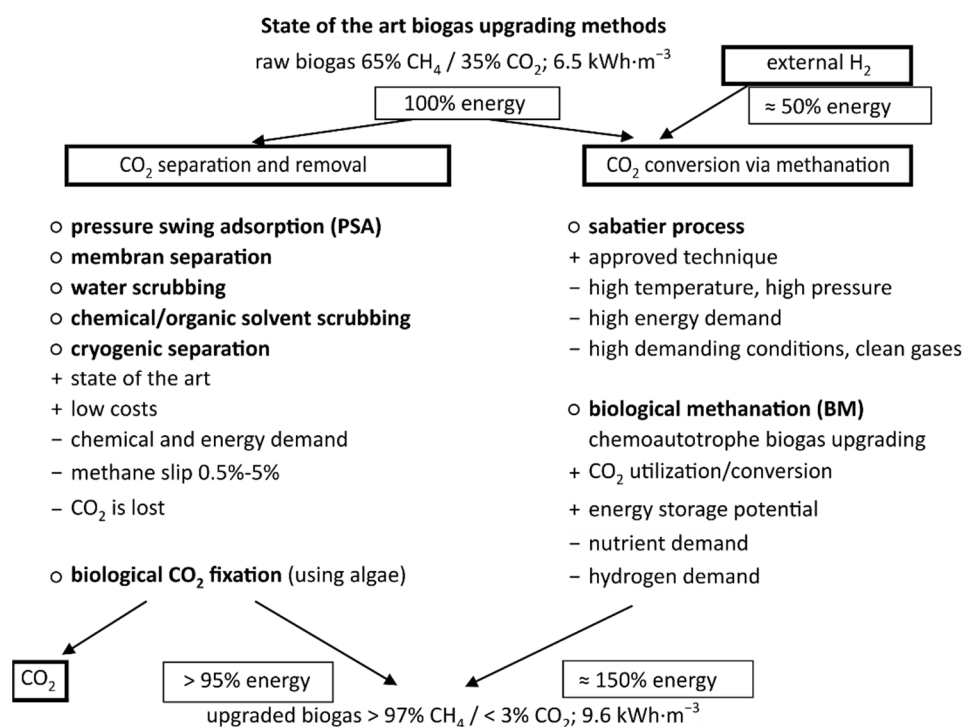 State of the art biogas upgrading methods
raw biogas 65% CH₄ / 35% CO₂; 6.5 kWh·m⁻³
external H₂
100% energy
≈ 50% energy
CO₂ separation and removal
○ pressure swing adsorption (PSA)
○ membran separation
○ water scrubbing
○ chemical/organic solvent scrubbing
○ cryogenic separation
+ state of the art
+ low costs
− chemical and energy demand
− methane slip 0.5%-5%
− CO₂ is lost
○ biological CO₂ fixation (using algae)
CO₂ conversion via methanation
○ sabatier process
+ approved technique
− high temperature, high pressure
− high energy demand
− high demanding conditions, clean gases
○ biological methanation (BM)
chemoautotrophe biogas upgrading
+ CO₂ utilization/conversion
+ energy storage potential
− nutrient demand
− hydrogen demand
CO₂
> 95% energy
≈ 150% energy
upgraded biogas > 97% CH₄ / < 3% CO₂; 9.6 kWh·m⁻³